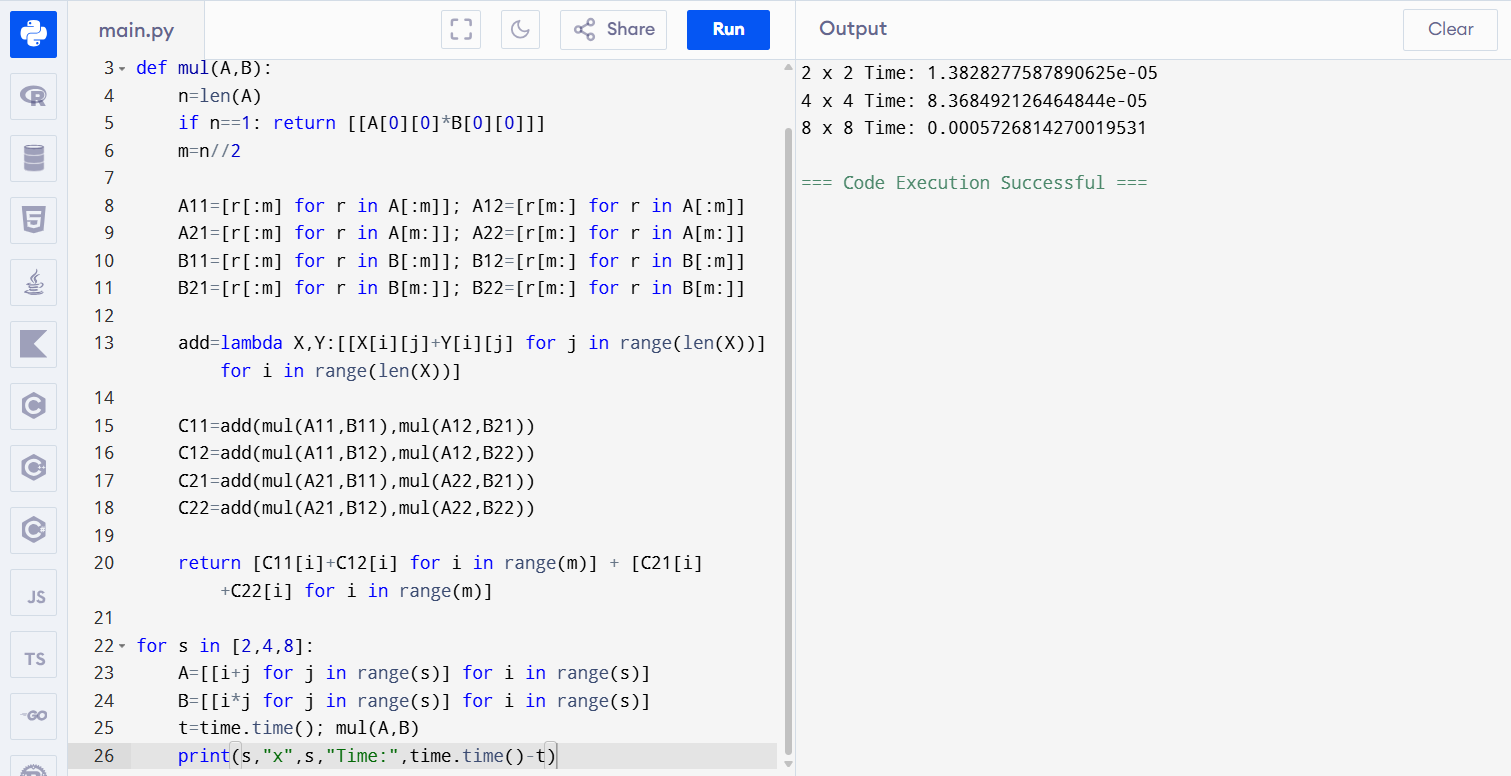 main.py
Share
Run
Output
Clear
3 def mul(A,B):
4     n=len(A)
5     if n==1: return [[A[0][0]*B[0][0]]]
6     m=n//2
7
8     A11=[r[:m] for r in A[:m]]; A12=[r[m:] for r in A[:m]]
9     A21=[r[:m] for r in A[m:]]; A22=[r[m:] for r in A[m:]]
10     B11=[r[:m] for r in B[:m]]; B12=[r[m:] for r in B[:m]]
11     B21=[r[:m] for r in B[m:]]; B22=[r[m:] for r in B[m:]]
12
13     add=lambda X,Y:[[X[i][j]+Y[i][j] for j in range(len(X))]
        for i in range(len(X))]
14
15     C11=add(mul(A11,B11),mul(A12,B21))
16     C12=add(mul(A11,B12),mul(A12,B22))
17     C21=add(mul(A21,B11),mul(A22,B21))
18     C22=add(mul(A21,B12),mul(A22,B22))
19
20     return [C11[i]+C12[i] for i in range(m)] + [C21[i]
        +C22[i] for i in range(m)]
21
22 for s in [2,4,8]:
23     A=[[i+j for j in range(s)] for i in range(s)]
24     B=[[i*j for j in range(s)] for i in range(s)]
25     t=time.time(); mul(A,B)
26     print(s,"x",s,"Time:",time.time()-t)
2 x 2 Time: 1.3828277587890625e-05
4 x 4 Time: 8.368492126464844e-05
8 x 8 Time: 0.0005726814270019531
=== Code Execution Successful ===
R
5
C
C
C
JS
TS
GO